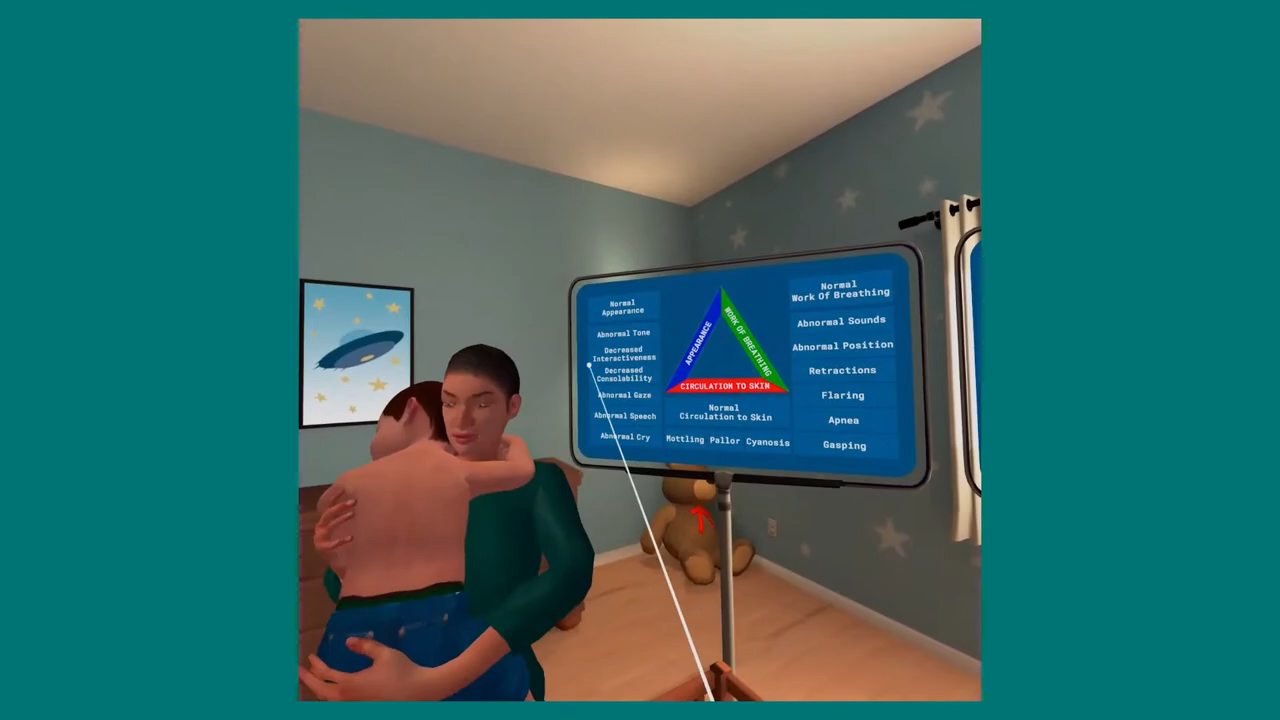 Normal
Appearance
Abnormal Tone
Decreased
Interactiveness
Decreased
Consolability
Abnormal Gaze
Abnormal Speech
Abnormal Cry
APPEARANCE
WORK OF BREATHING
CIRCULATION TO SKIN
Normal
Circulation to Skin
Mottling Pallor Cyanosis
Normal
Work Of Breathing
Abnormal Sounds
Abnormal Position
Retractions
Flaring
Apnea
Gasping